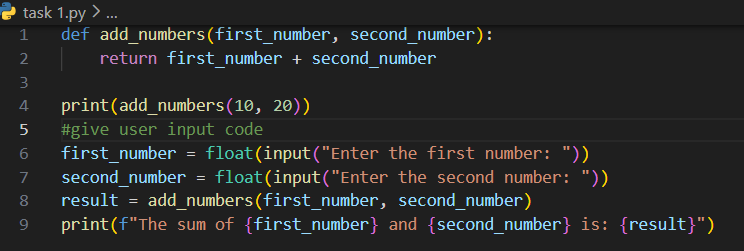 task 1.py > ...
1 def add_numbers(first_number, second_number):
2     return first_number + second_number
3
4 print(add_numbers(10, 20))
5 #give user input code
6 first_number = float(input("Enter the first number: "))
7 second_number = float(input("Enter the second number: "))
8 result = add_numbers(first_number, second_number)
9 print(f"The sum of {first_number} and {second_number} is: {result}")